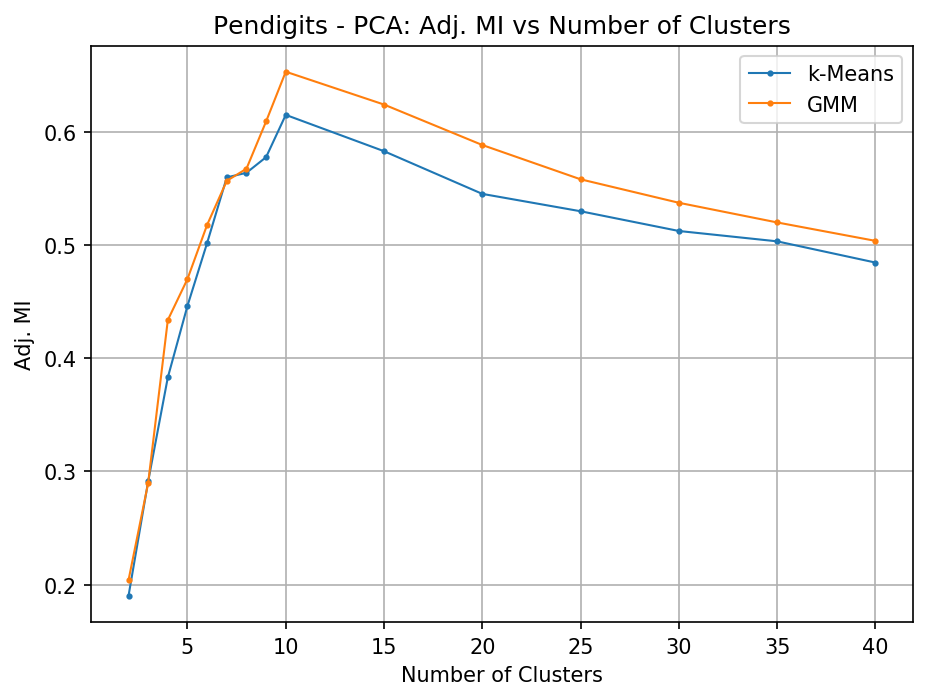 Pendigits - PCA: Adj. MI vs Number of Clusters
k-Means
GMM
Adj. MI
0.6
0.5
0.4
0.3
0.2
5 10 15 20 25 30 35 40
Number of Clusters